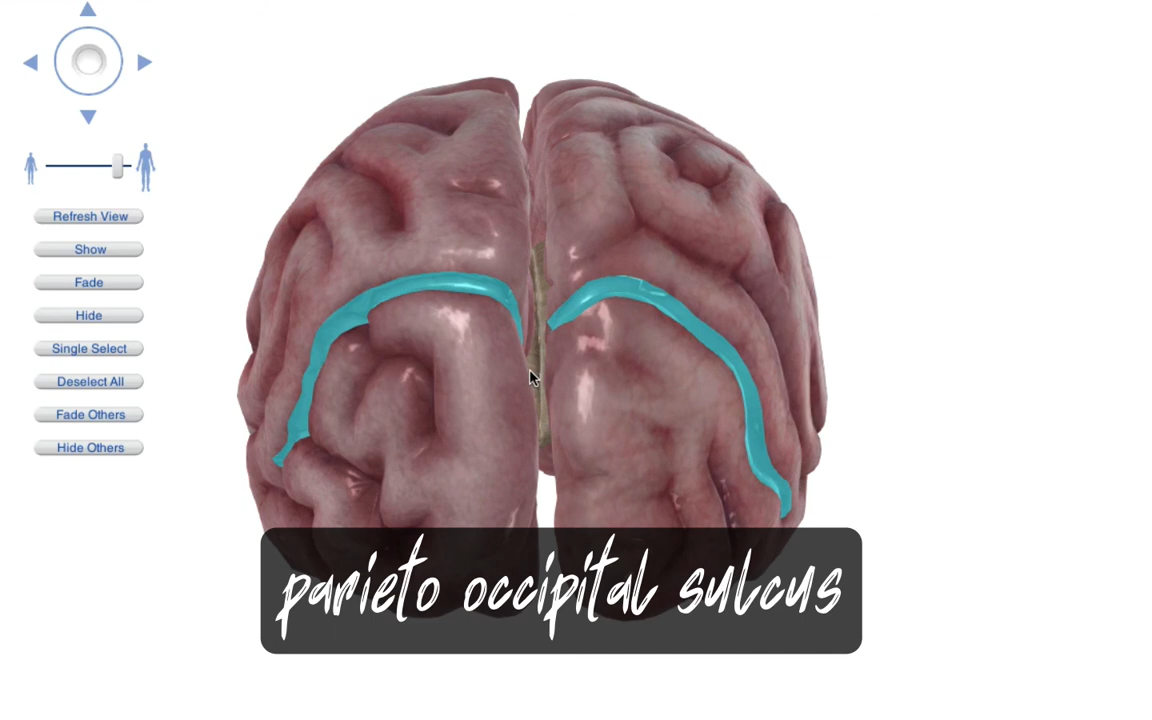 Refresh View
Show
Fade
Hide
Single Select
Deselect All
Fade Others
Hide Others
parieto occipital sulcus